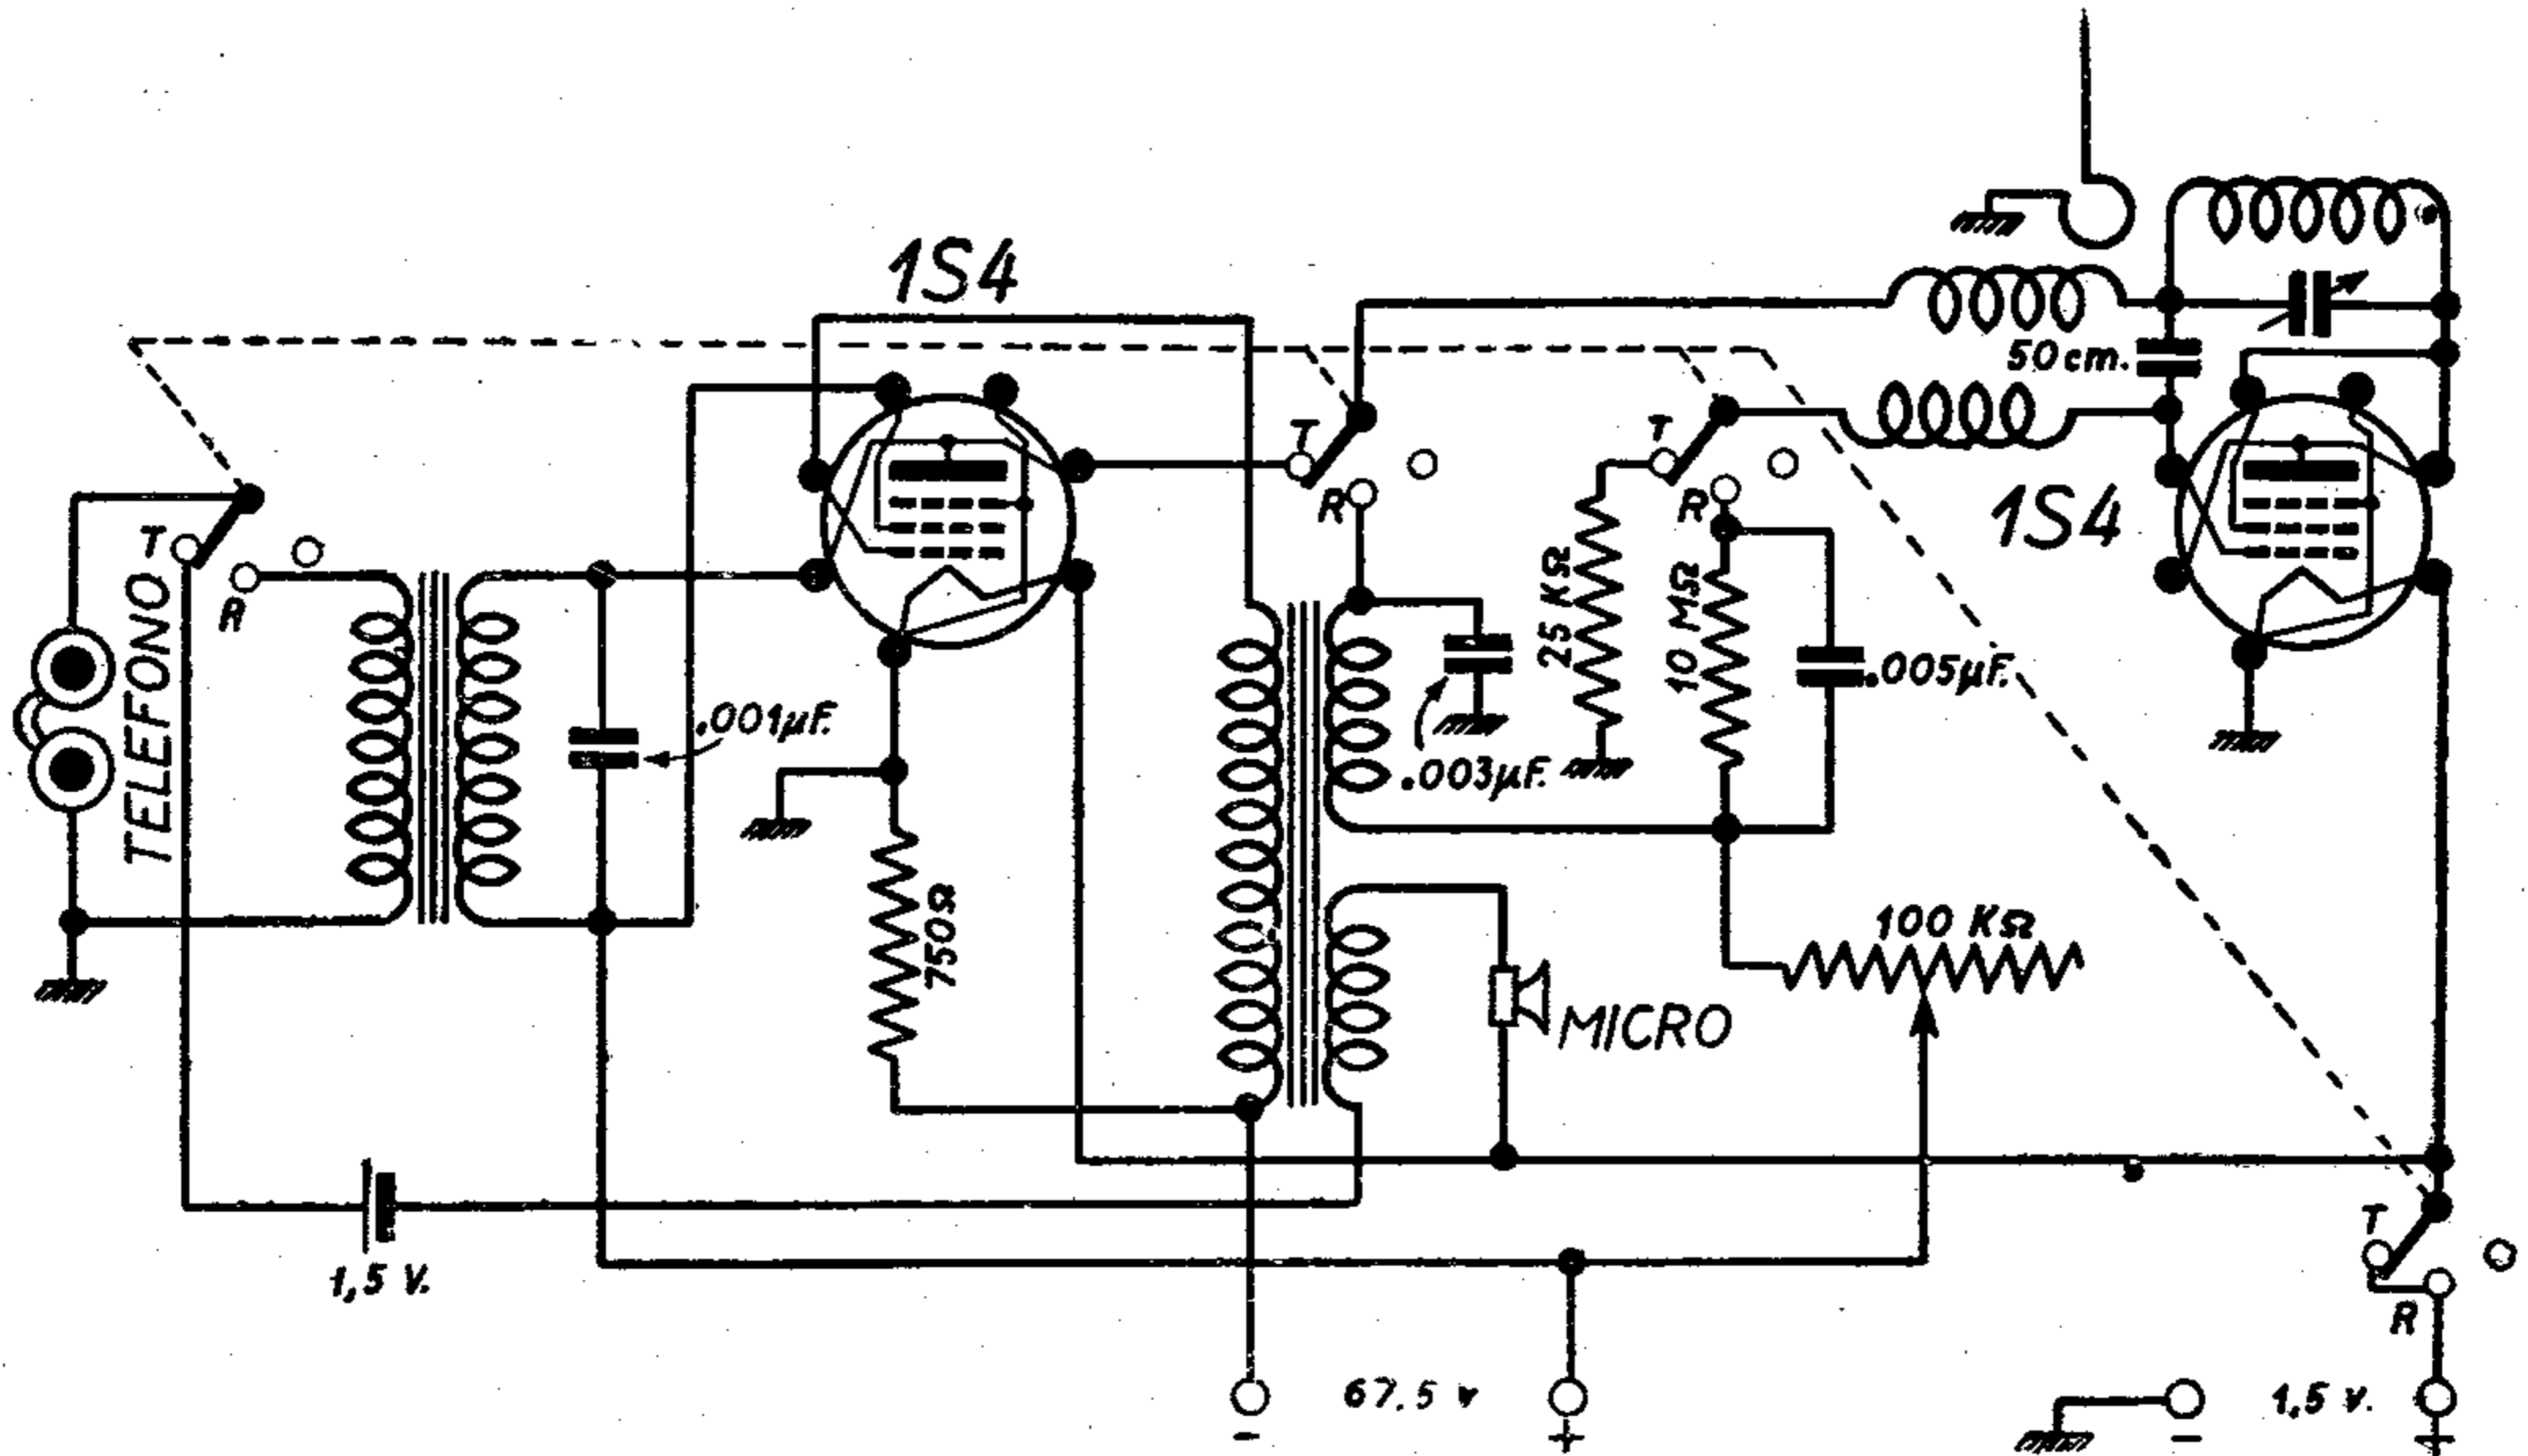 1S4
50 cm.
T
T
1S4
T
R
R
R
TELEFONO
25 KΩ
10 MΩ
.005µF.
.001µF.
.003µF.
750Ω
100 KΩ
MICRO
1,5 V.
T
R
67.5 v
1,5 v.
-
+
-
+